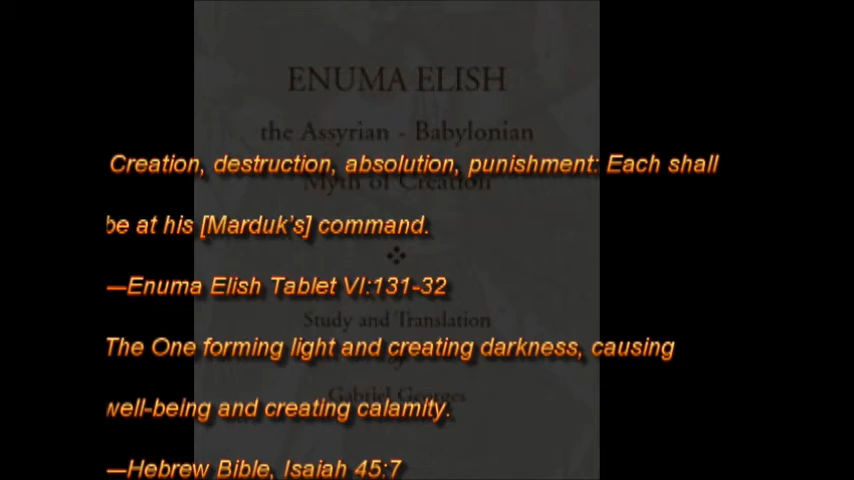 ENUMA ELISH
the Assyrian - Babylonian
Creation, destruction, absolution, punishment: Each shall
Myth of Creation
be at his [Marduk's] command.
—Enuma Elish Tablet VI:131-32
Study and Translation
The One forming light and creating darkness, causing
Gabriel Georges
well-being and creating calamity.
—Hebrew Bible, Isaiah 45:7